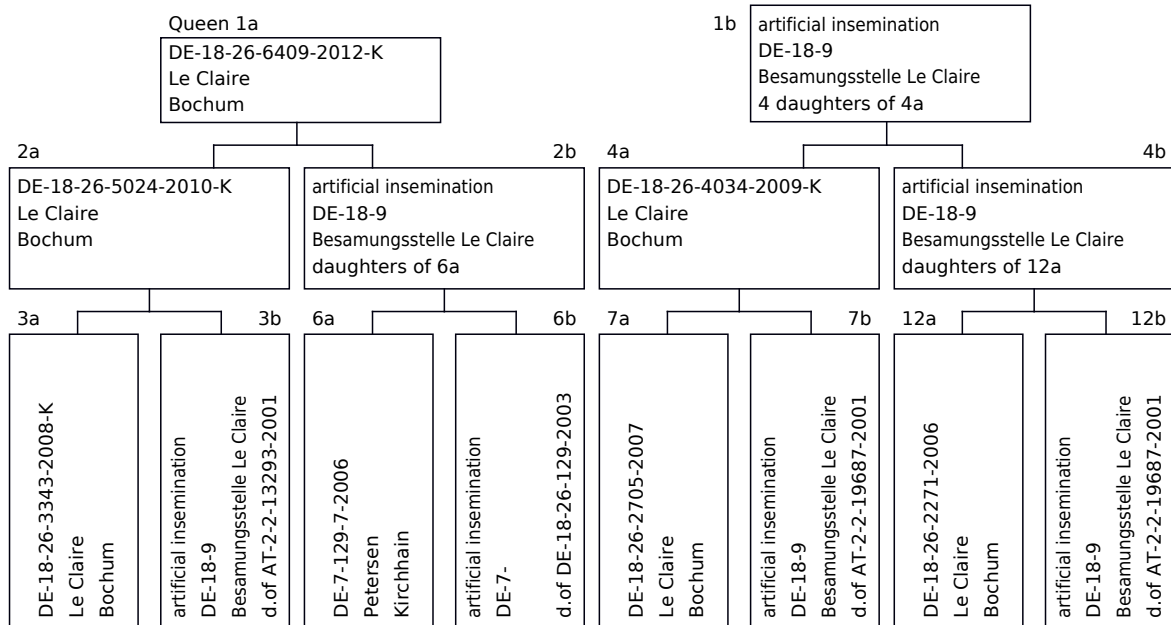 Queen 1a
DE-18-26-6409-2012-K
Le Claire
Bochum
1b
artificial insemination
DE-18-9
Besamungsstelle Le Claire
4 daughters of 4a
2a
DE-18-26-5024-2010-K
Le Claire
Bochum
2b
artificial insemination
DE-18-9
Besamungsstelle Le Claire
daughters of 6a
4a
DE-18-26-4034-2009-K
Le Claire
Bochum
4b
artificial insemination
DE-18-9
Besamungsstelle Le Claire
daughters of 12a
3a
DE-18-26-3343-2008-K
Le Claire
Bochum
3b
artificial insemination
DE-18-9
Besamungsstelle Le Claire
d.of AT-2-2-13293-2001
6a
DE-7-129-7-2006
Petersen
Kirchhain
6b
artificial insemination
DE-7-
d.of DE-18-26-129-2003
7a
DE-18-26-2705-2007
Le Claire
Bochum
7b
artificial insemination
DE-18-9
Besamungsstelle Le Claire
d.of AT-2-2-19687-2001
12a
DE-18-26-2271-2006
Le Claire
Bochum
12b
artificial insemination
DE-18-9
Besamungsstelle Le Claire
d.of AT-2-2-19687-2001